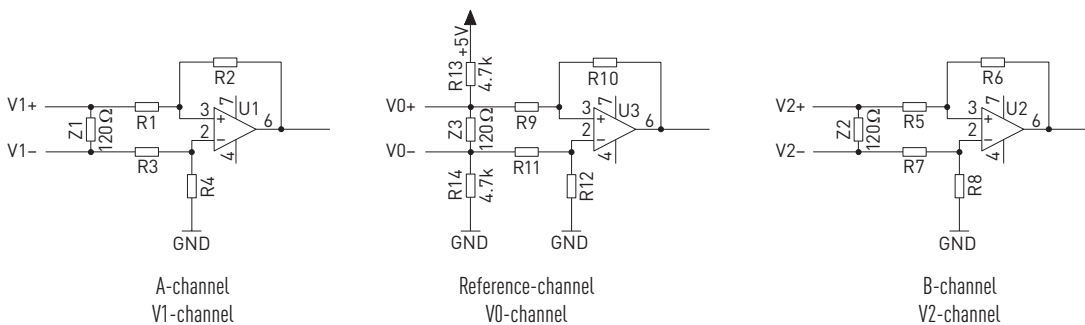 V1+
V1−
Z1
120Ω
R1
R3
R2
R4
3
2
+
−
7
4
6
U1
GND
A-channel
V1-channel
+5V
R13
4.7k
V0+
V0−
Z3
120Ω
R14
4.7k
R9
R11
R10
R12
3
2
+
−
7
4
6
U3
GND
GND
Reference-channel
V0-channel
V2+
V2−
Z2
120Ω
R5
R7
R6
R8
3
2
+
−
7
4
6
U2
GND
B-channel
V2-channel